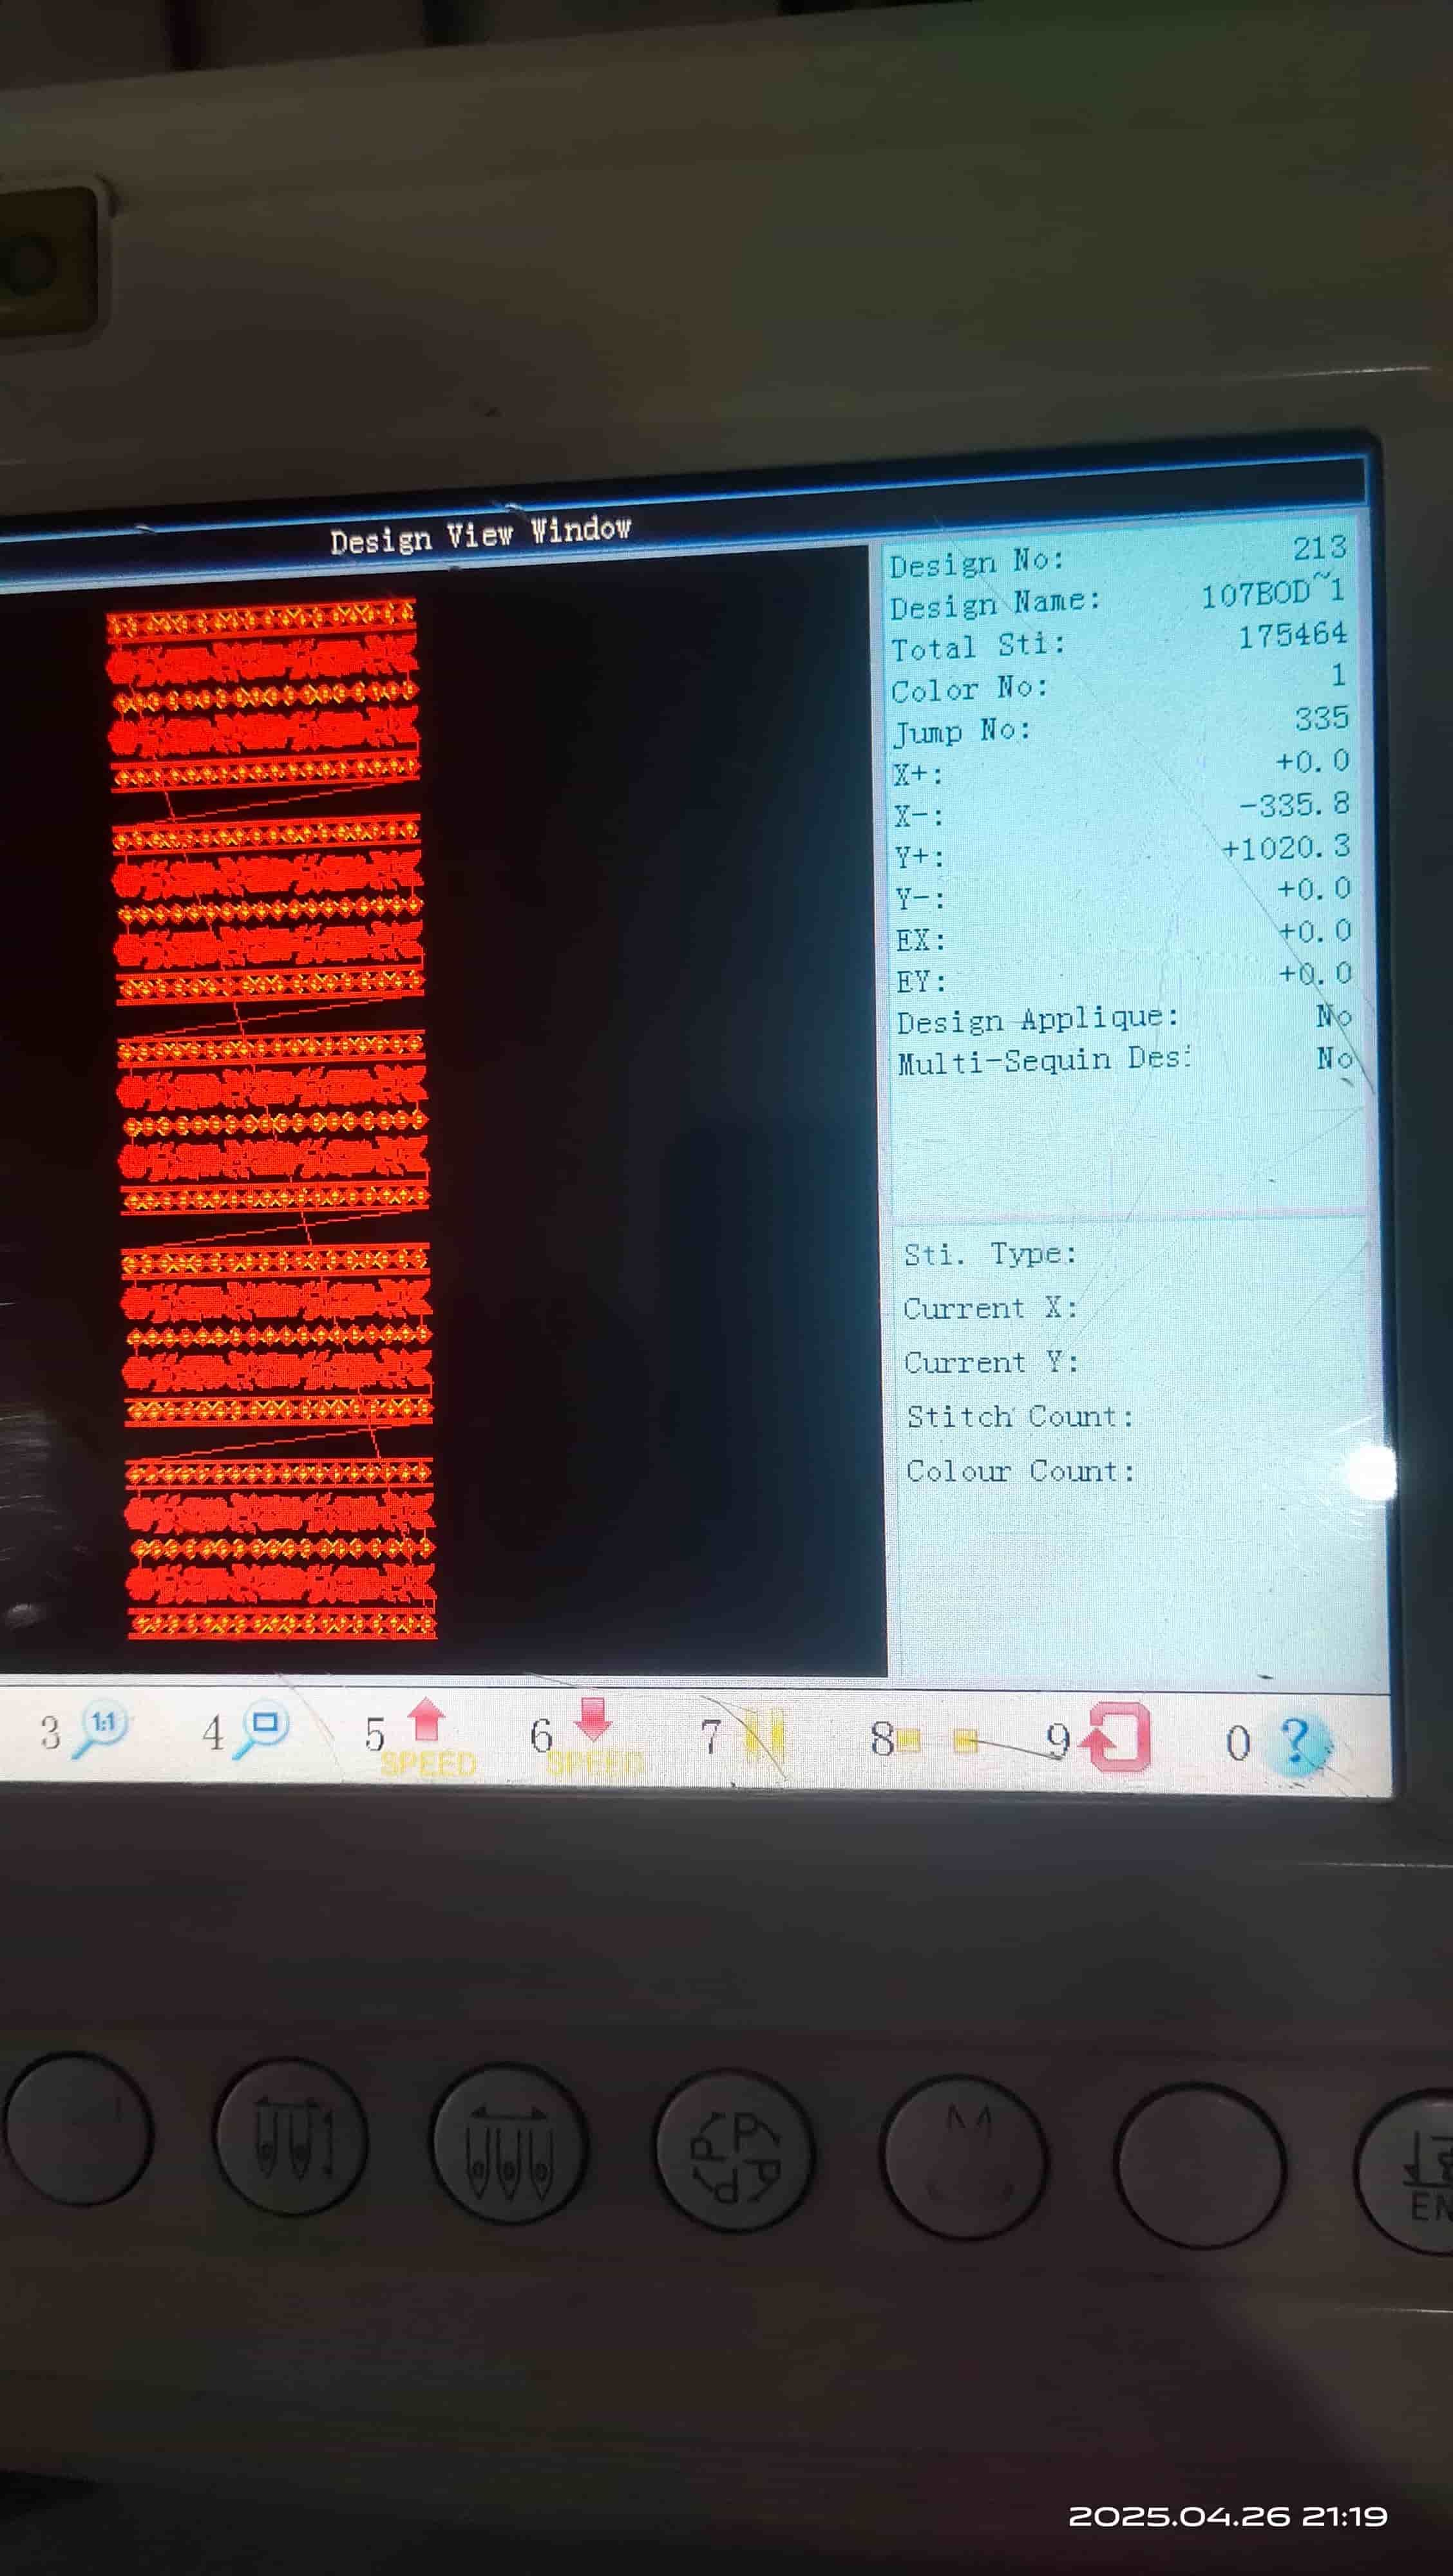 Design View Window
Design No: 213
Design Name: 107BOD~1
Total Sti: 175464
Color No: 1
Jump No: 335
X+: +0.0
X-: -335.8
Y+: +1020.3
Y-: +0.0
EX: +0.0
EY: +0.0
Design Applique: No
Multi-Sequin Des: No
Sti. Type:
Current X:
Current Y:
Stitch Count:
Colour Count:
3 1:1 4 5 SPEED 6 SPEED 7 8 9 0 ?
P P P P M
EN
2025.04.26 21:19